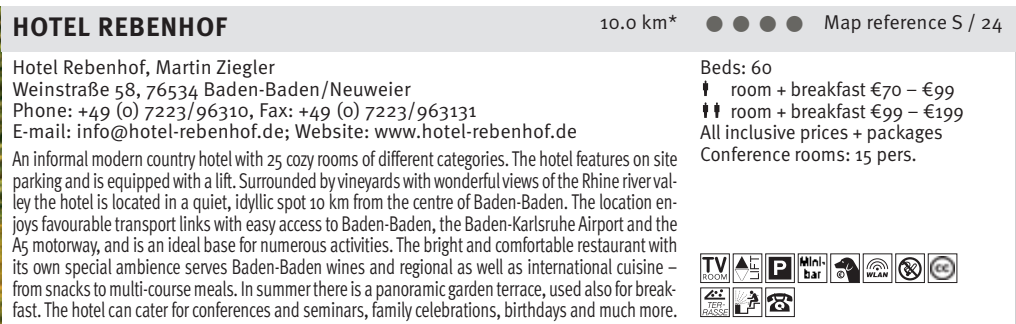 HOTEL REBENHOF 10.0 km* Map reference S / 24
Hotel Rebenhof, Martin Ziegler
Weinstraße 58, 76534 Baden-Baden/Neuweier
Phone: +49 (0) 7223/96310, Fax: +49 (0) 7223/963131
E-mail: info@hotel-rebenhof.de; Website: www.hotel-rebenhof.de
An informal modern country hotel with 25 cozy rooms of different categories. The hotel features on site
parking and is equipped with a lift. Surrounded by vineyards with wonderful views of the Rhine river val-
ley the hotel is located in a quiet, idyllic spot 10 km from the centre of Baden-Baden. The location en-
joys favourable transport links with easy access to Baden-Baden, the Baden-Karlsruhe Airport and the
A5 motorway, and is an ideal base for numerous activities. The bright and comfortable restaurant with
its own special ambience serves Baden-Baden wines and regional as well as international cuisine –
from snacks to multi-course meals. In summer there is a panoramic garden terrace, used also for break-
fast. The hotel can cater for conferences and seminars, family celebrations, birthdays and much more.
Beds: 60
room + breakfast €70 – €99
room + breakfast €99 – €199
All inclusive prices + packages
Conference rooms: 15 pers.
TV ROOM LIFT P Mini-bar WLAN CC
TER-RASSE